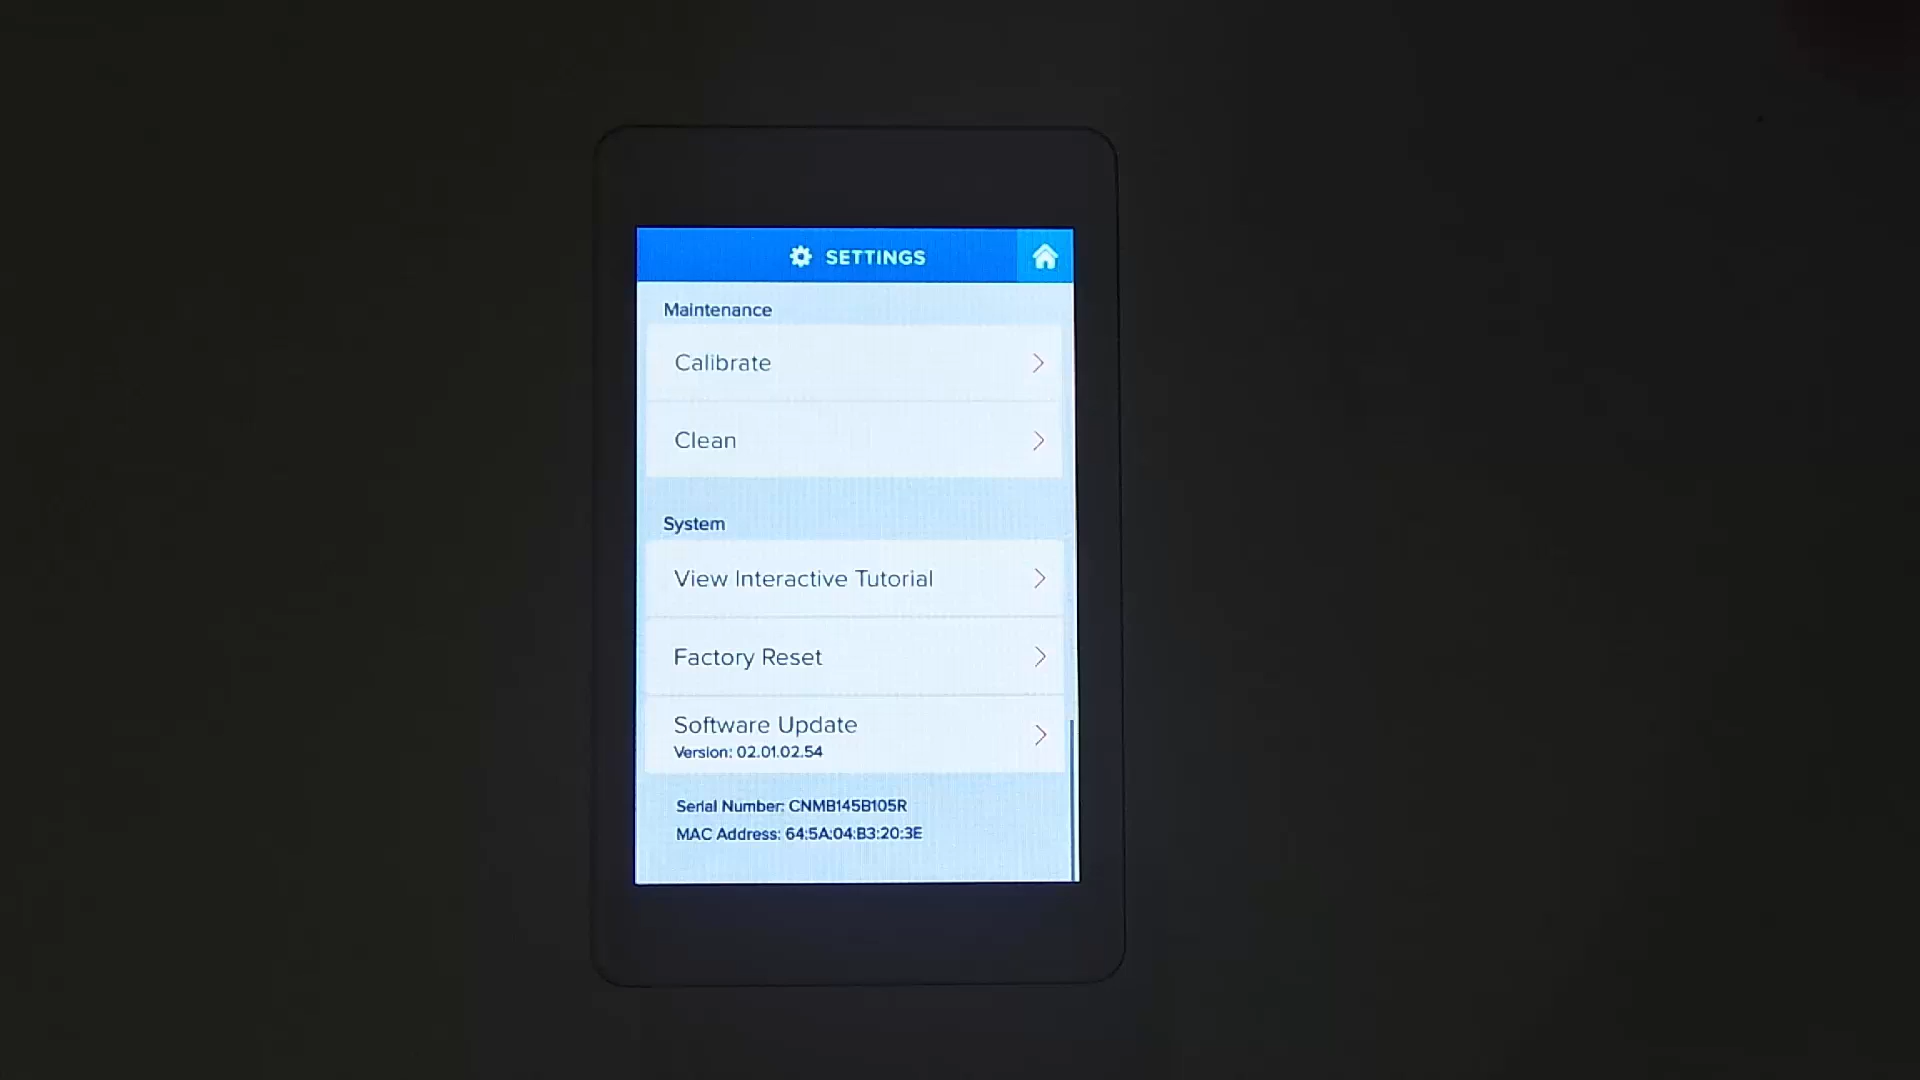 SETTINGS
Maintenance
Calibrate
Clean
System
View Interactive Tutorial
Factory Reset
Software Update
Version: 02.01.02.54
Serial Number: CNMB145B105R
MAC Address: 64:5A:04:B3:20:3E